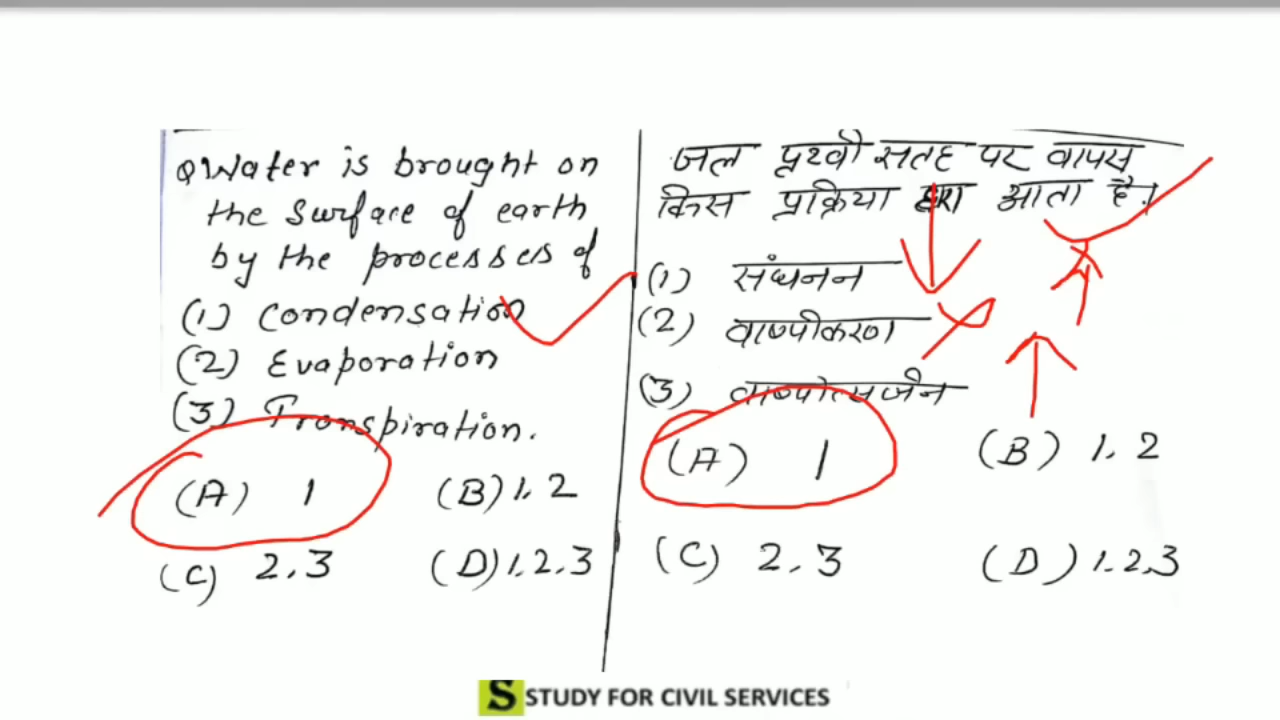 Q Water is brought on
the surface of earth
by the processes of
(1) Condensation
(2) Evaporation
(3) Transpiration.
(A) 1 (B) 1, 2
(C) 2, 3 (D) 1, 2, 3
जल पृथ्वी सतह पर वापस
किस प्रक्रिया द्वारा आता है.
(1) संघनन
(2) वाष्पीकरण
(3) वाष्पोत्सर्जन
(A) 1 (B) 1, 2
(C) 2, 3 (D) 1, 2, 3
S STUDY FOR CIVIL SERVICES